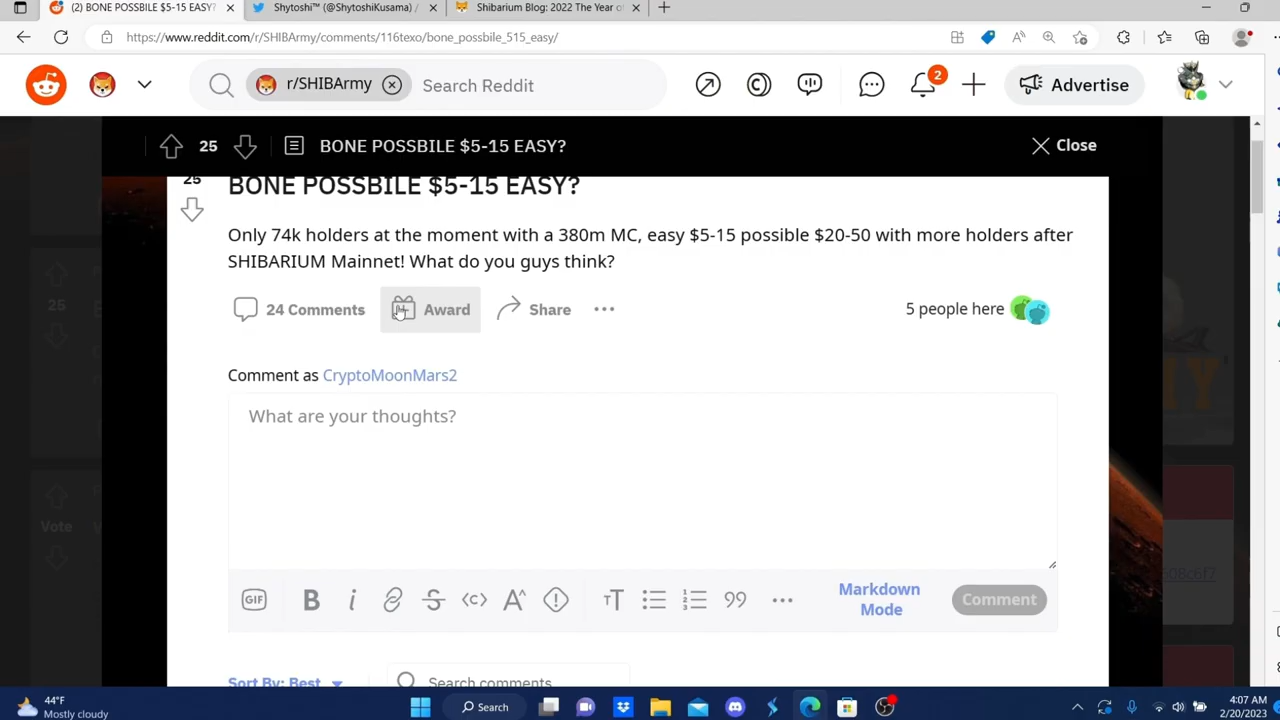 (2) BONE POSSBILE $5-15 EASY?
Shytoshi™ (@ShytoshiKusama) /
Shibarium Blog: 2022 The Year o
https://www.reddit.com/r/SHIBArmy/comments/116texo/bone_possbile_515_easy/
r/SHIBArmy
Search Reddit
2
Advertise
25
BONE POSSBILE $5-15 EASY?
Close
25
BONE POSSBILE $5-15 EASY?
Only 74k holders at the moment with a 380m MC, easy $5-15 possible $20-50 with more holders after
SHIBARIUM Mainnet! What do you guys think?
25
24 Comments
Award
Share
5 people here
Comment as CryptoMoonMars2
What are your thoughts?
Vote
GIF
Markdown
Mode
Comment
Sort By: Best
Search comments
44°F
Mostly cloudy
Search
4:07 AM
2/20/2023